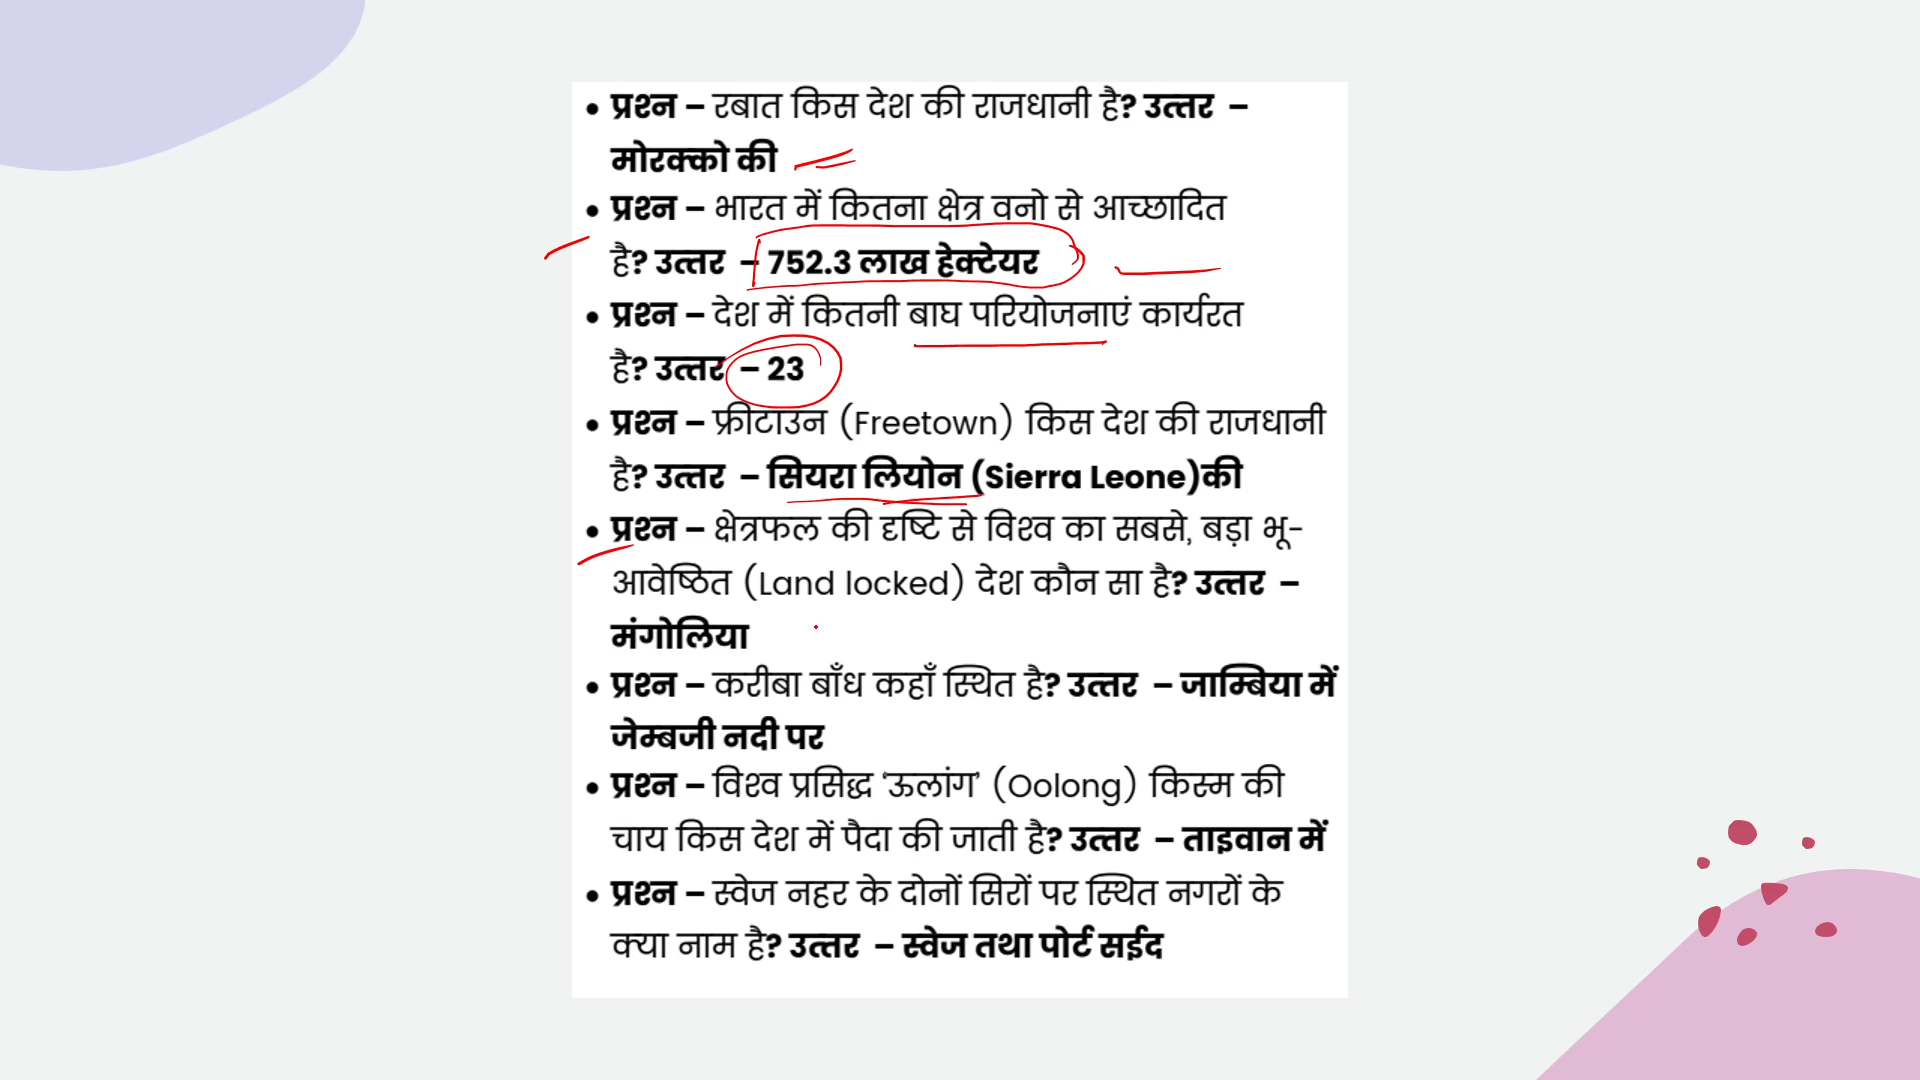 • प्रश्न – रबात किस देश की राजधानी है? उत्तर –
मोरक्को की
• प्रश्न – भारत में कितना क्षेत्र वनो से आच्छादित
है? उत्तर – 752.3 लाख हेक्टेयर
• प्रश्न – देश में कितनी बाघ परियोजनाएं कार्यरत
है? उत्तर – 23
• प्रश्न – फ्रीटाउन (Freetown) किस देश की राजधानी
है? उत्तर – सियरा लियोन (Sierra Leone)की
• प्रश्न – क्षेत्रफल की दृष्टि से विश्व का सबसे, बड़ा भू-
आवेष्ठित (Land locked) देश कौन सा है? उत्तर –
मंगोलिया
• प्रश्न – करीबा बाँध कहाँ स्थित है? उत्तर – जाम्बिया में
जेम्बजी नदी पर
• प्रश्न – विश्व प्रसिद्ध ‘ऊलांग’ (Oolong) किस्म की
चाय किस देश में पैदा की जाती है? उत्तर – ताइवान में
• प्रश्न – स्वेज नहर के दोनों सिरों पर स्थित नगरों के
क्या नाम है? उत्तर – स्वेज तथा पोर्ट सईद